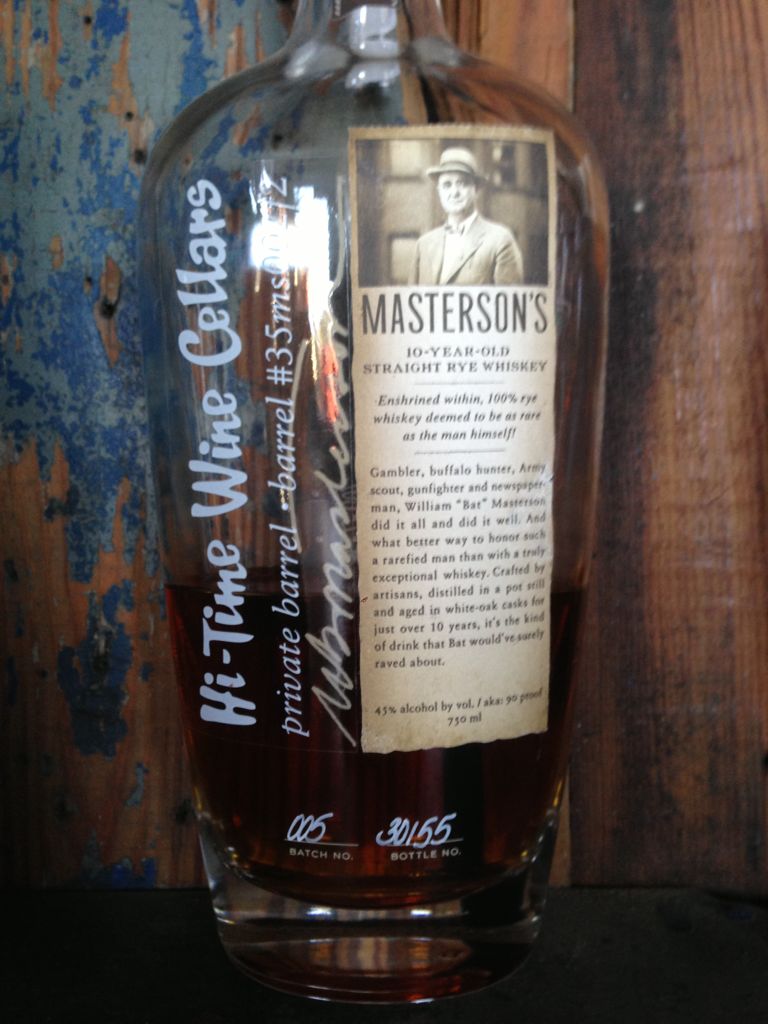 Hi-Time Wine Cellars
private barrel • barrel
MASTERSON'S
10-YEAR-OLD
STRAIGHT RYE WHISKEY
Enshrined within, 100% rye
whiskey deemed to be as rare
as the man himself!
Gambler, buffalo hunter, Army
scout, gunfighter and newspaper-
man, William "Bat" Masterson
did it all and did it well. And
what better way to honor such
a rarefied man than with a truly
exceptional whiskey. Crafted by
artisans, distilled in a pot still
and aged in white-oak casks for
just over 10 years, it's the kind
of drink that Bat would've surely
raved about.
45% alcohol by vol. / aka: 90 proof
750 ml
005 30155
BATCH NO. BOTTLE NO.